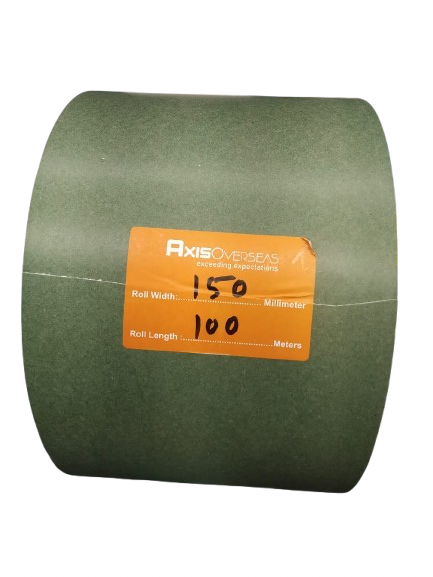 AXISOVERSEAS
exceeding expectations
Roll Width:..........150..........Millimeter
Roll Length :..........100..........Meters